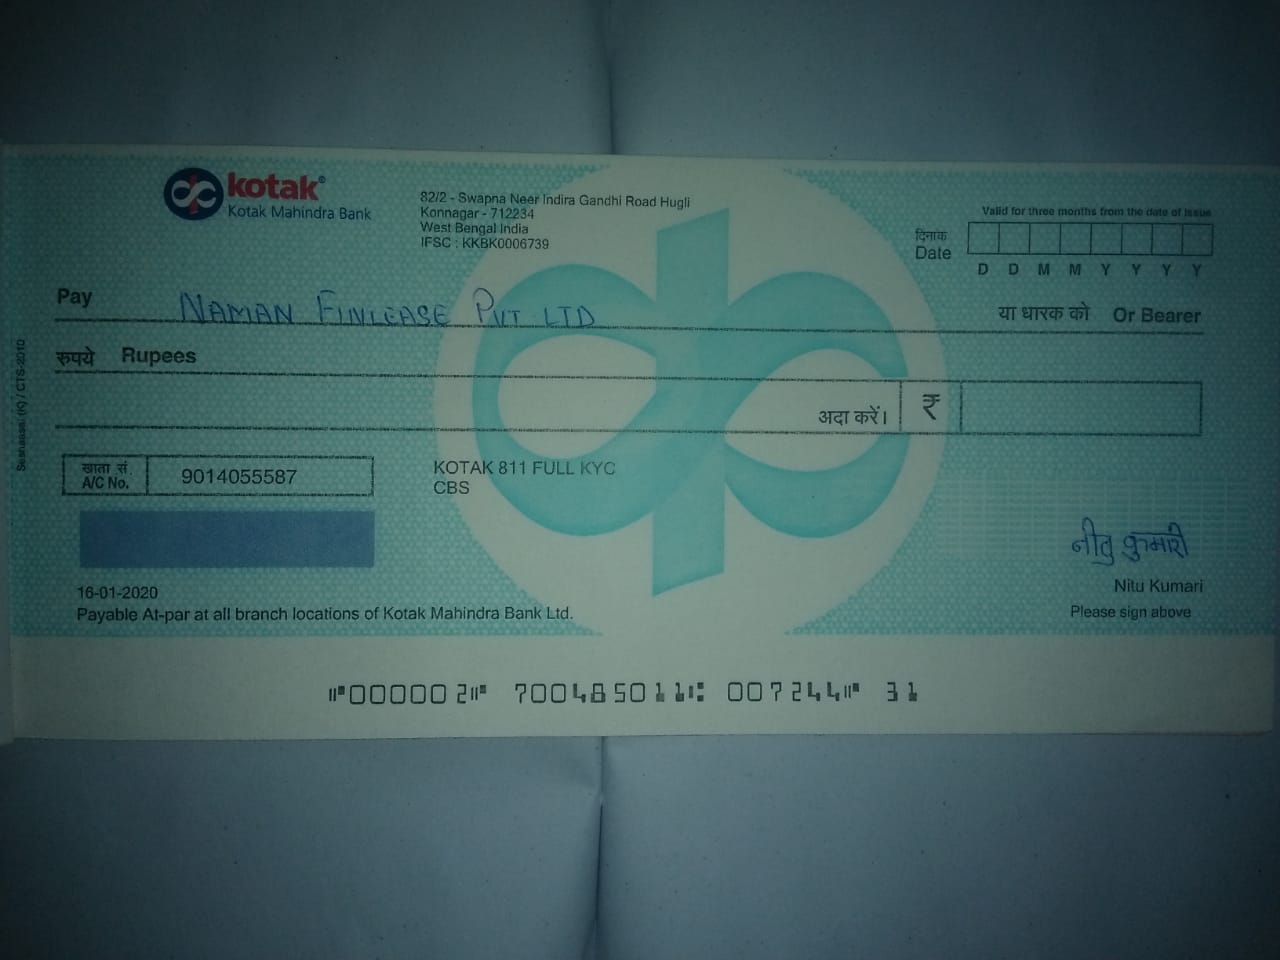 kotak®
Kotak Mahindra Bank
82/2 - Swapna Neer Indira Gandhi Road Hugli
Konnagar - 712234
West Bengal India
IFSC : KKBK0006739
Valid for three months from the date of issue
दिनांक
Date
D D M M Y Y Y Y
Pay NAMAN FINLEASE PVT LTD या धारक को Or Bearer
रुपये Rupees
अदा करें। ₹
खाता सं.
A/C No. 9014055587
KOTAK 811 FULL KYC
CBS
नीतु कुमारी
Nitu Kumari
Please sign above
16-01-2020
Payable At-par at all branch locations of Kotak Mahindra Bank Ltd.
⑈000002⑈ 700485011⑆ 007244⑈ 31
(K) / CTS-2010